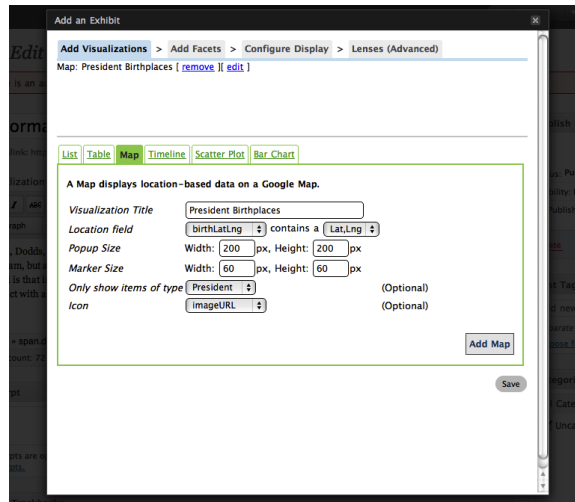 Add an Exhibit
Add Visualizations > Add Facets > Configure Display > Lenses (Advanced)
Map: President Birthplaces [ remove ][ edit ]
List Table Map Timeline Scatter Plot Bar Chart
A Map displays location-based data on a Google Map.
Visualization Title President Birthplaces
Location field birthLatLng contains a Lat,Lng
Popup Size Width: 200 px, Height: 200 px
Marker Size Width: 60 px, Height: 60 px
Only show items of type President (Optional)
Icon imageURL (Optional)
Add Map
Save
Edit